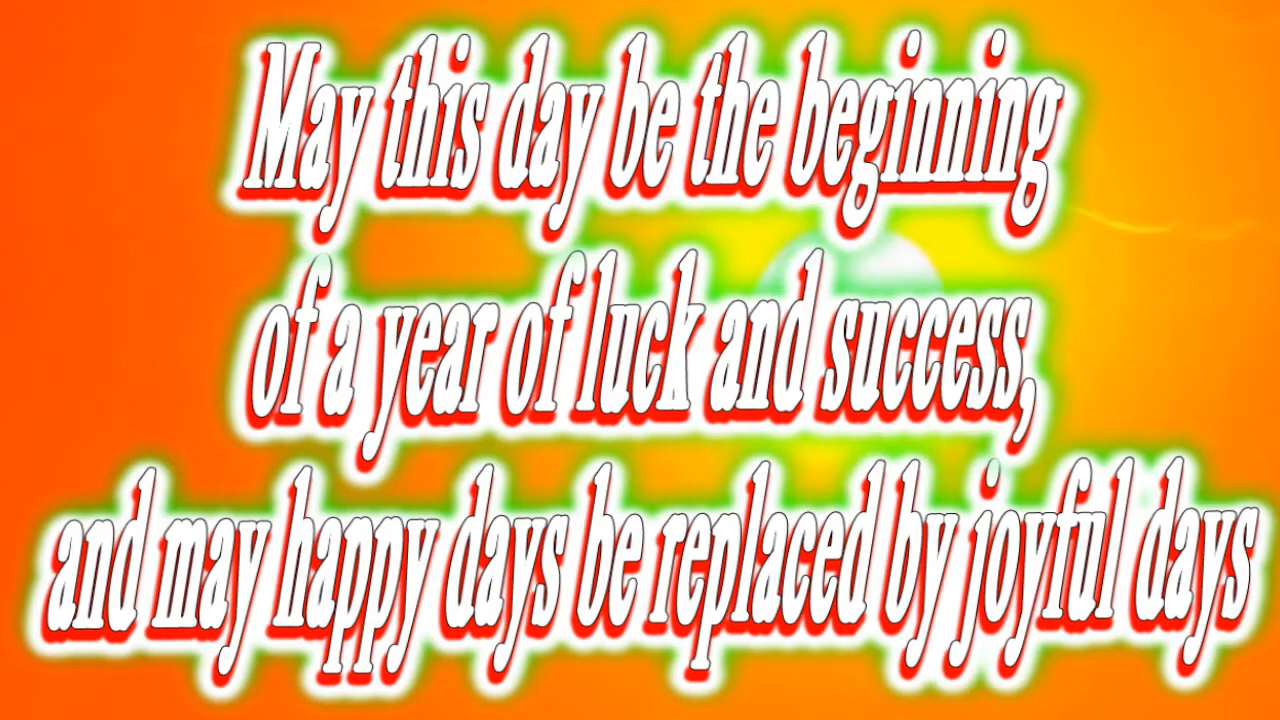 May this day be the beginning
of a year of luck and success,
and may happy days be replaced by joyful days